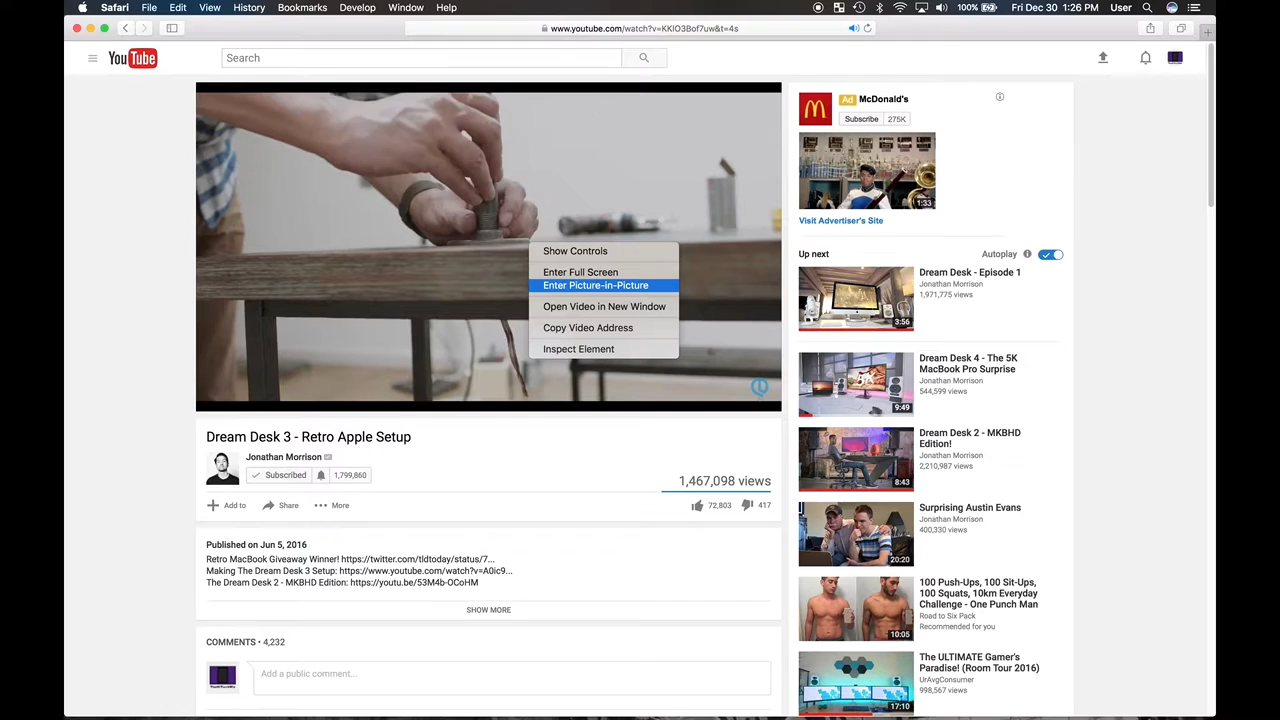 Safari File Edit View History Bookmarks Develop Window Help 100% Fri Dec 30 1:26 PM User
www.youtube.com/watch?v=KKlO3Bof7uw&t=4s
YouTube
Search
Show Controls
Enter Full Screen
Enter Picture-in-Picture
Open Video in New Window
Copy Video Address
Inspect Element
Dream Desk 3 - Retro Apple Setup
Jonathan Morrison
Subscribed 1,799,860
1,467,098 views
Add to Share More 72,803 417
Published on Jun 5, 2016
Retro MacBook Giveaway Winner! https://twitter.com/tldtoday/status/7...
Making The Dream Desk 3 Setup: https://www.youtube.com/watch?v=A0ic9...
The Dream Desk 2 - MKBHD Edition: https://youtu.be/53M4b-OCoHM
SHOW MORE
COMMENTS • 4,232
Add a public comment...
Ad McDonald's
Subscribe 275K
1:33
Visit Advertiser's Site
Up next Autoplay
Dream Desk - Episode 1
Jonathan Morrison
1,971,775 views
3:56
Dream Desk 4 - The 5K
MacBook Pro Surprise
Jonathan Morrison
544,599 views
9:49
Dream Desk 2 - MKBHD
Edition!
Jonathan Morrison
2,210,987 views
8:43
Surprising Austin Evans
Jonathan Morrison
400,330 views
20:20
100 Push-Ups, 100 Sit-Ups,
100 Squats, 10km Everyday
Challenge - One Punch Man
Road to Six Pack
Recommended for you
10:05
The ULTIMATE Gamer's
Paradise! (Room Tour 2016)
UrAvgConsumer
998,567 views
17:10